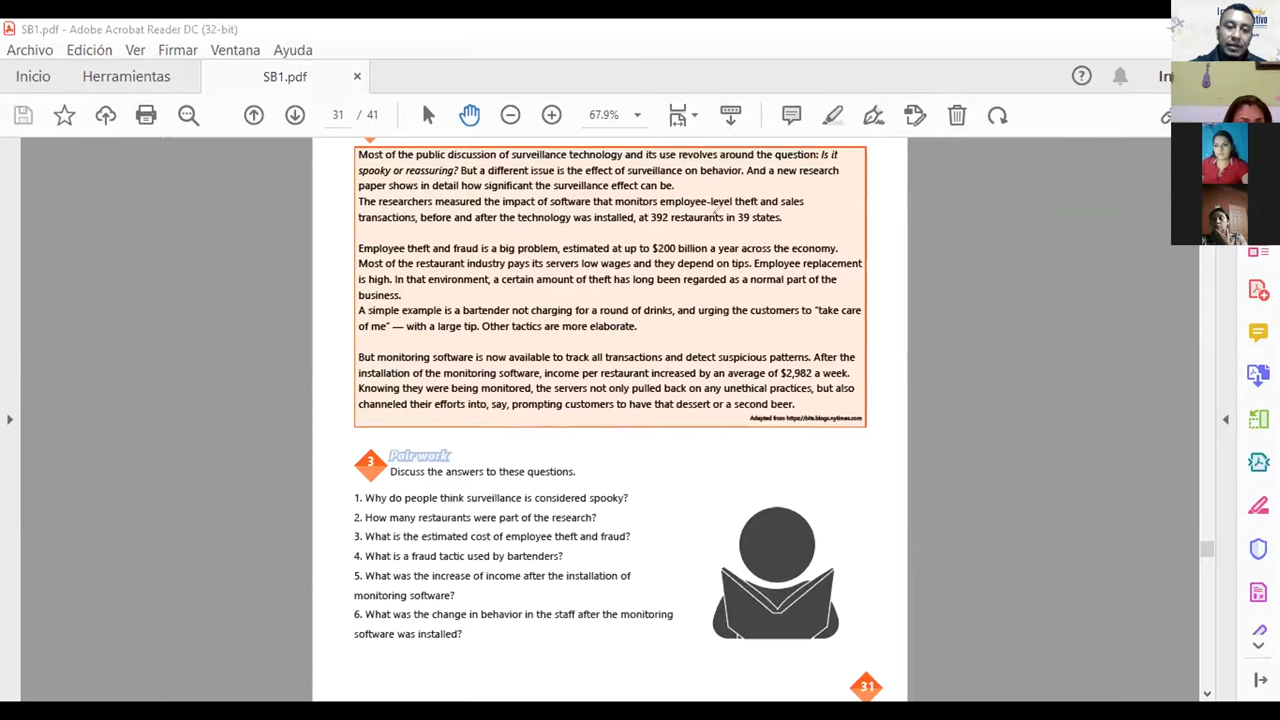 SB1.pdf - Adobe Acrobat Reader DC (32-bit)
Archivo Edición Ver Firmar Ventana Ayuda
Inicio Herramientas SB1.pdf
31 / 41 67.9%
Most of the public discussion of surveillance technology and its use revolves around the question: Is it
spooky or reassuring? But a different issue is the effect of surveillance on behavior. And a new research
paper shows in detail how significant the surveillance effect can be.
The researchers measured the impact of software that monitors employee-level theft and sales
transactions, before and after the technology was installed, at 392 restaurants in 39 states.
Employee theft and fraud is a big problem, estimated at up to $200 billion a year across the economy.
Most of the restaurant industry pays its servers low wages and they depend on tips. Employee replacement
is high. In that environment, a certain amount of theft has long been regarded as a normal part of the
business.
A simple example is a bartender not charging for a round of drinks, and urging the customers to “take care
of me” — with a large tip. Other tactics are more elaborate.
But monitoring software is now available to track all transactions and detect suspicious patterns. After the
installation of the monitoring software, income per restaurant increased by an average of $2,982 a week.
Knowing they were being monitored, the servers not only pulled back on any unethical practices, but also
channeled their efforts into, say, prompting customers to have that dessert or a second beer.
Adapted from https://bits.blogs.nytimes.com
3 Pair work
Discuss the answers to these questions.
1. Why do people think surveillance is considered spooky?
2. How many restaurants were part of the research?
3. What is the estimated cost of employee theft and fraud?
4. What is a fraud tactic used by bartenders?
5. What was the increase of income after the installation of
monitoring software?
6. What was the change in behavior in the staff after the monitoring
software was installed?
31